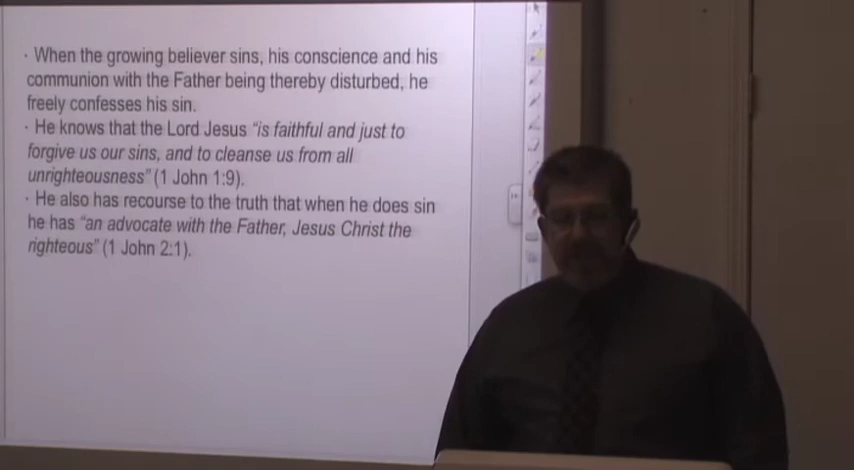 · When the growing believer sins, his conscience and his
communion with the Father being thereby disturbed, he
freely confesses his sin.
· He knows that the Lord Jesus "is faithful and just to
forgive us our sins, and to cleanse us from all
unrighteousness" (1 John 1:9).
· He also has recourse to the truth that when he does sin
he has "an advocate with the Father, Jesus Christ the
righteous" (1 John 2:1).